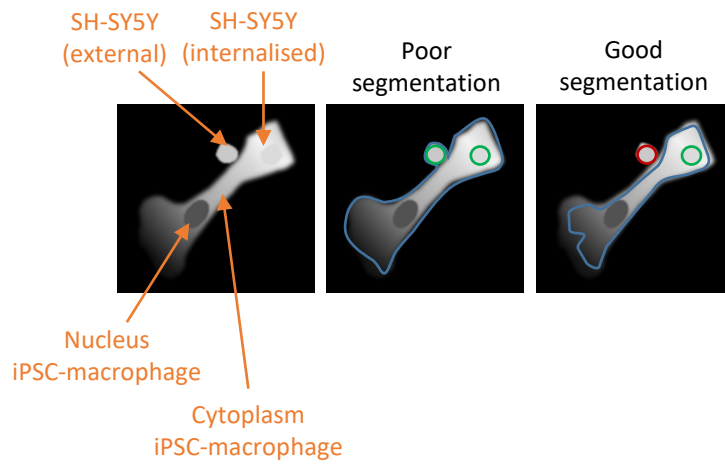 SH-SY5Y
(external)
SH-SY5Y
(internalised)
Poor
segmentation
Good
segmentation
Nucleus
iPSC-macrophage
Cytoplasm
iPSC-macrophage